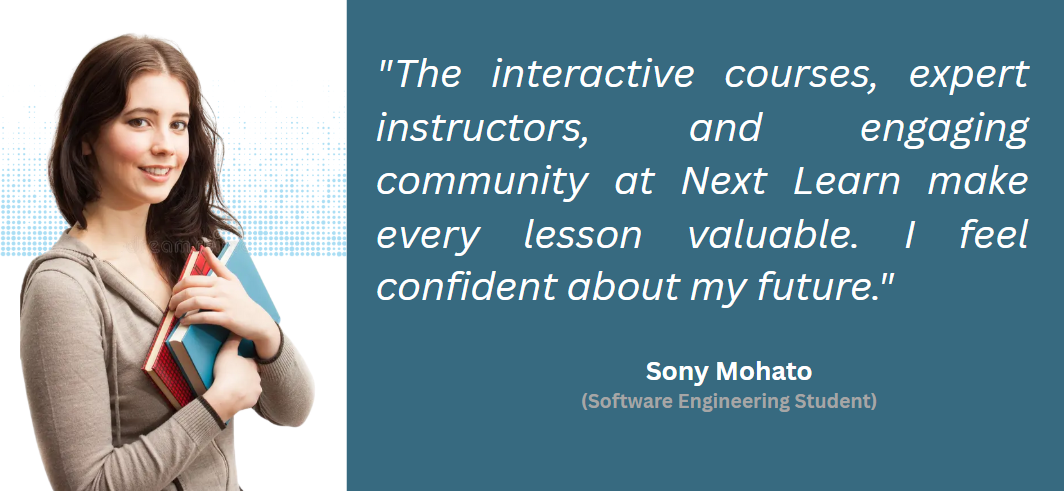 "The interactive courses, expert
instructors, and engaging
community at Next Learn make
every lesson valuable. I feel
confident about my future."
Sony Mohato
(Software Engineering Student)